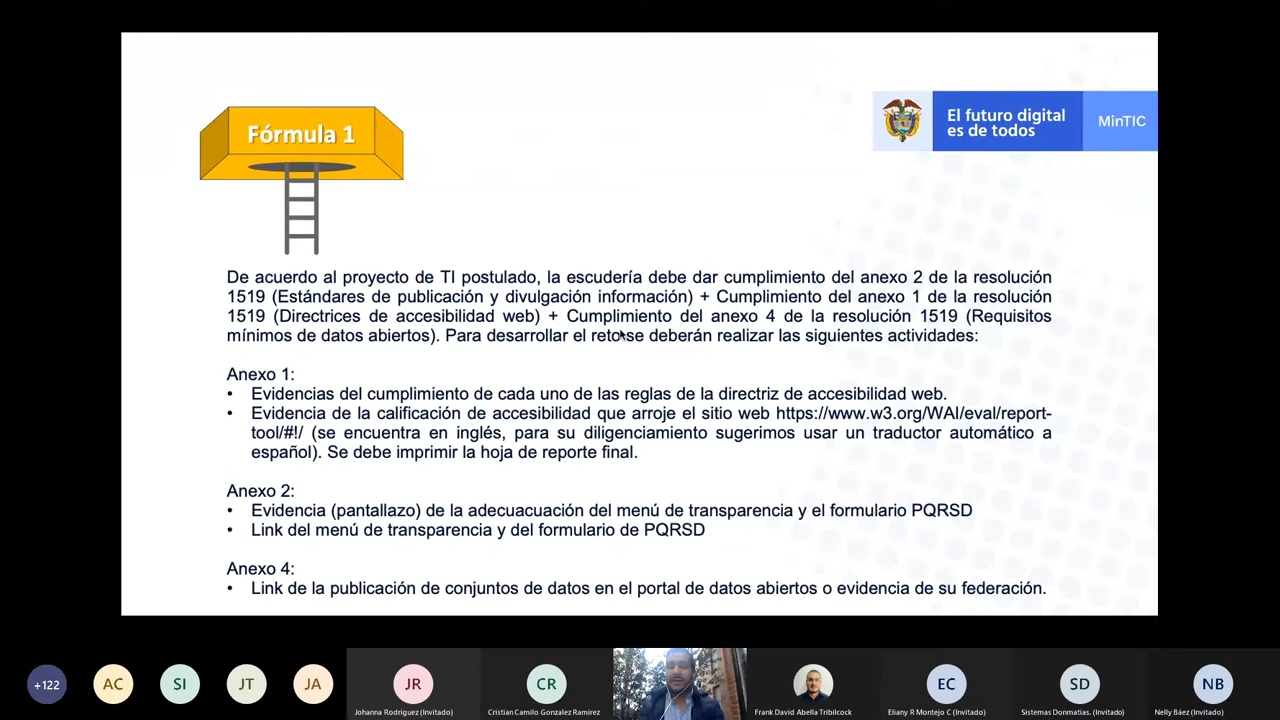 Fórmula 1
El futuro digital
es de todos
MinTIC
De acuerdo al proyecto de TI postulado, la escudería debe dar cumplimiento del anexo 2 de la resolución
1519 (Estándares de publicación y divulgación información) + Cumplimiento del anexo 1 de la resolución
1519 (Directrices de accesibilidad web) + Cumplimiento del anexo 4 de la resolución 1519 (Requisitos
mínimos de datos abiertos). Para desarrollar el reto se deberán realizar las siguientes actividades:
Anexo 1:
• Evidencias del cumplimiento de cada uno de las reglas de la directriz de accesibilidad web.
• Evidencia de la calificación de accesibilidad que arroje el sitio web https://www.w3.org/WAI/eval/report-
tool/#!/ (se encuentra en inglés, para su diligenciamiento sugerimos usar un traductor automático a
español). Se debe imprimir la hoja de reporte final.
Anexo 2:
• Evidencia (pantallazo) de la adecuacuación del menú de transparencia y el formulario PQRSD
• Link del menú de transparencia y del formulario de PQRSD
Anexo 4:
• Link de la publicación de conjuntos de datos en el portal de datos abiertos o evidencia de su federación.
+122
AC
SI
JT
JA
JR
CR
EC
SD
NB
Johanna Rodriguez (Invitado)
Cristian Camilo Gonzalez Ramirez
Frank David Abella Tribilcock
Eliany R Montejo C (Invitado)
Sistemas Donmatias. (Invitado)
Nelly Báez (Invitado)